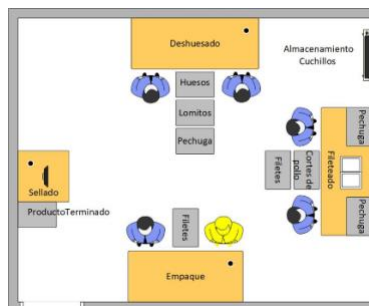 Deshuesado
Almacenamiento
Cuchillos
Huesos
Lomitos
Pechuga
Pechuga
Filetes
Cortes de
pollo
Fileteado
Pechuga
Sellado
ProductoTerminado
Filetes
Empaque